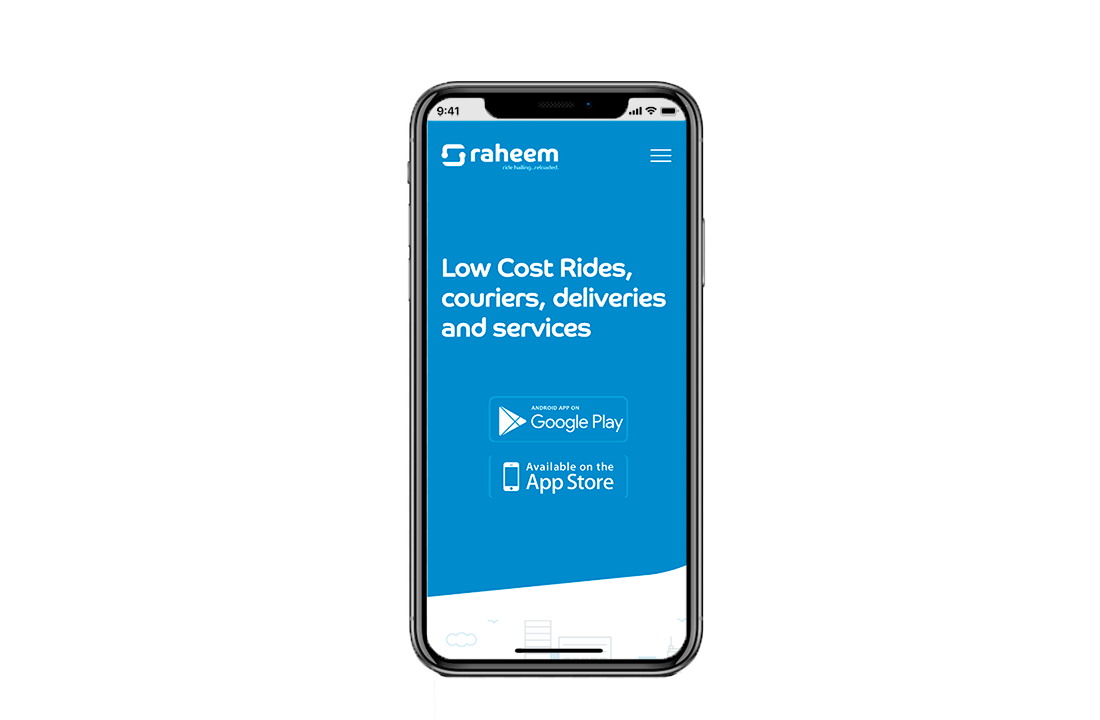 9:41
raheem
ride hailing, reloaded.
Low Cost Rides,
couriers, deliveries
and services
ANDROID APP ON
Google Play
Available on the
App Store